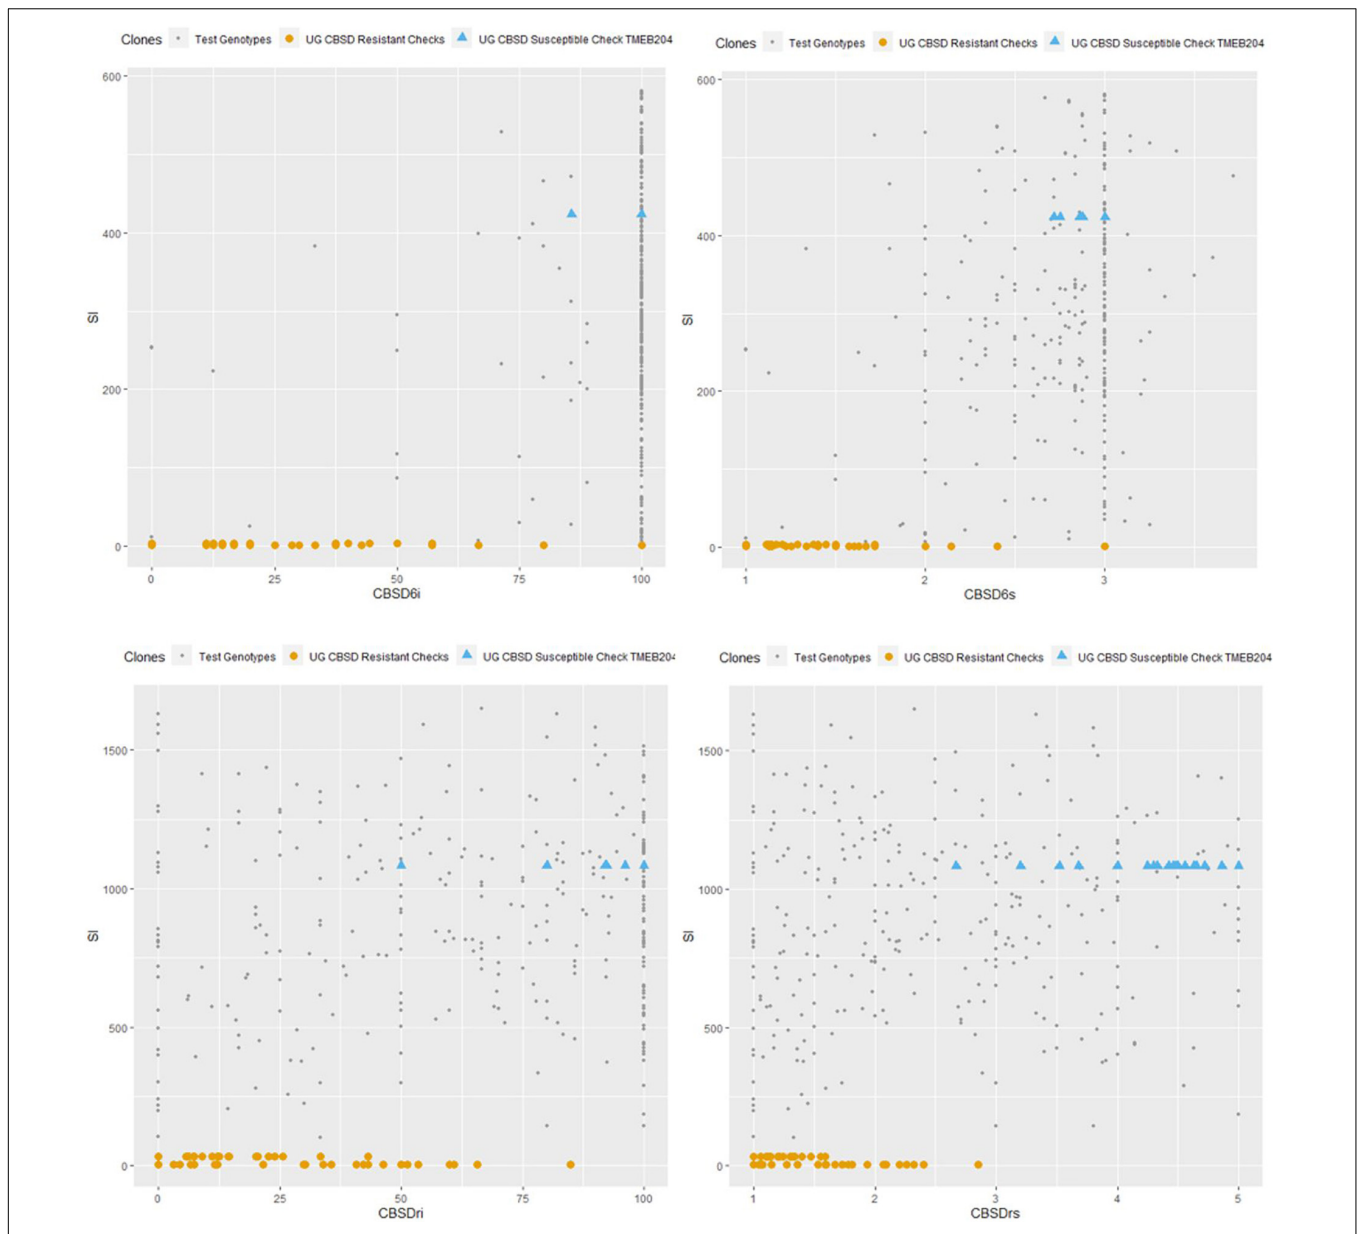 Clones Test Genotypes UG CBSD Resistant Checks UG CBSD Susceptible Check TMEB204
600
400
200
0
SI
0 25 50 75 100
CBSD6i
Clones Test Genotypes UG CBSD Resistant Checks UG CBSD Susceptible Check TMEB204
600
400
200
0
SI
1 2 3
CBSD6s
Clones Test Genotypes UG CBSD Resistant Checks UG CBSD Susceptible Check TMEB204
1500
1000
500
0
SI
0 25 50 75 100
CBSDri
Clones Test Genotypes UG CBSD Resistant Checks UG CBSD Susceptible Check TMEB204
1500
1000
500
0
SI
1 2 3 4 5
CBSDrs